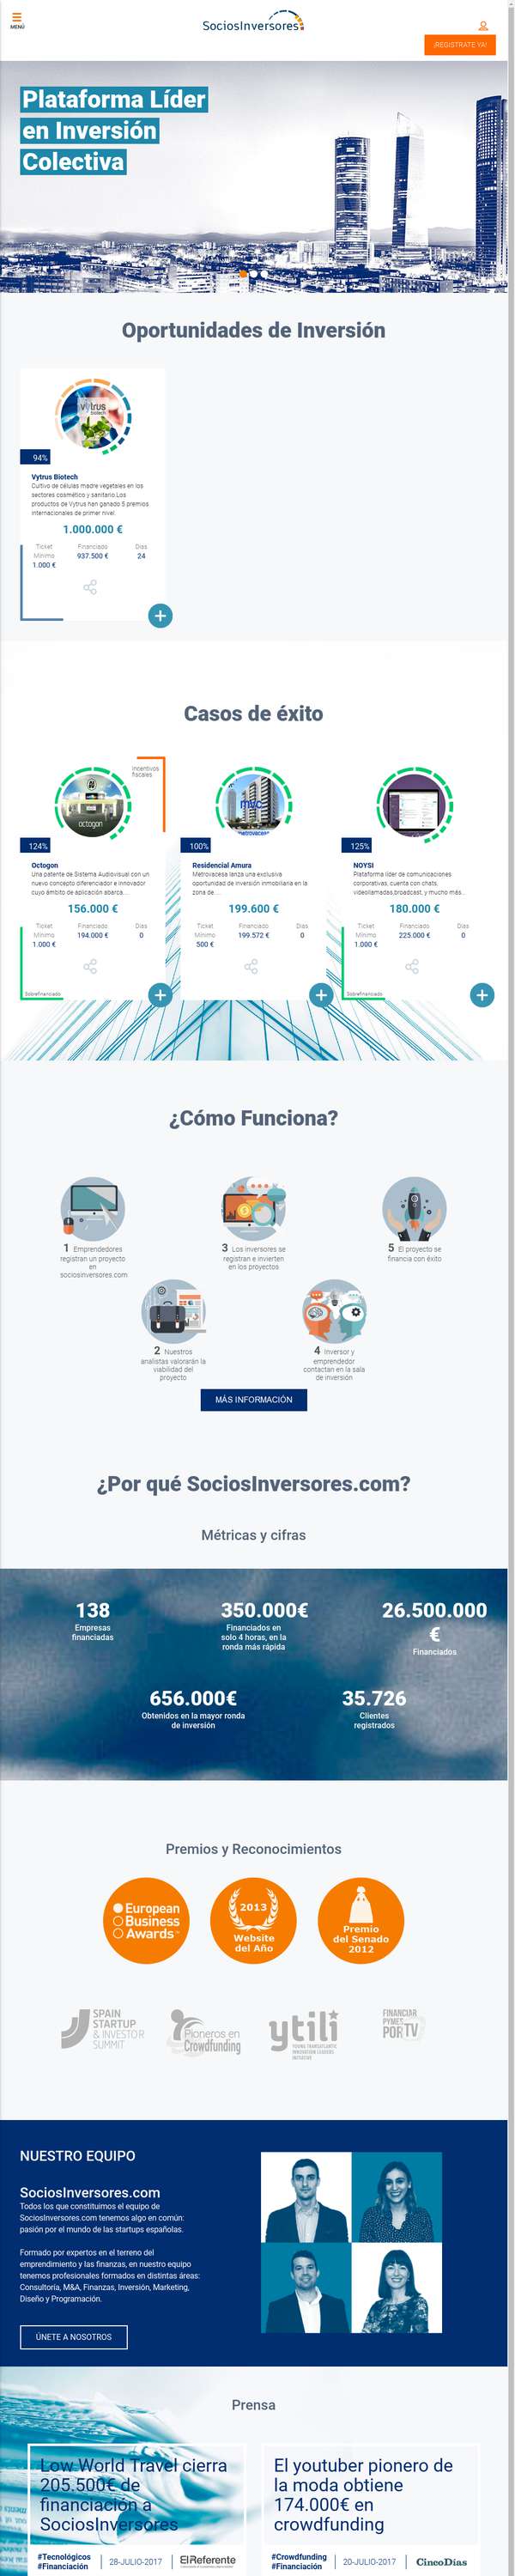 MENÚ
SociosInversores
¡REGISTRATE YA!
Plataforma Líder
en Inversión
Colectiva
Oportunidades de Inversión
vytrus
biotech
94%
Vytrus Biotech
Cultivo de células madre vegetales en los
sectores cosmético y sanitario.Los
productos de Vytrus han ganado 5 premios
internacionales de primer nivel.
1.000.000 €
Ticket Financiado Días
Mínimo 937.500 € 24
1.000 €
Casos de éxito
Incentivos
fiscales
octogon
mvc
metrovacesa
124%
100%
125%
Octogon
Una patente de Sistema Audiovisual con un
nuevo concepto diferenciador e innovador
cuyo ámbito de aplicación abarca...
156.000 €
Ticket Financiado Días
Mínimo 194.000 € 0
1.000 €
Sobrefinanciado
Residencial Amura
Metrovacesa lanza una exclusiva
oportunidad de inversión inmobiliaria en la
zona de...
199.600 €
Ticket Financiado Días
Mínimo 199.572 € 0
500 €
NOYSI
Plataforma líder de comunicaciones
corporativas, cuenta con chats,
videollamadas,broadcast, y mucho más...
180.000 €
Ticket Financiado Días
Mínimo 225.000 € 0
1.000 €
Sobrefinanciado
¿Cómo Funciona?
1 Emprendedores
registran un proyecto
en
sociosinversores.com
3 Los inversores se
registran e invierten
en los proyectos
5 El proyecto se
financia con éxito
2 Nuestros
analistas valorarán la
viabilidad del
proyecto
4 Inversor y
emprendedor
contactan en la sala
de inversión
MÁS INFORMACIÓN
¿Por qué SociosInversores.com?
Métricas y cifras
138
Empresas
financiadas
350.000€
Financiados en
solo 4 horas, en la
ronda más rápida
26.500.000
€
Financiados
656.000€
Obtenidos en la mayor ronda
de inversión
35.726
Clientes
registrados
Premios y Reconocimientos
European
Business
Awards
2013
Website
del Año
Premio
del Senado
2012
SPAIN
STARTUP
& INVESTOR
SUMMIT
Pioneros en
Crowdfunding
ytili
YOUNG TRANSATLANTIC
INNOVATION LEADERS
INITIATIVE
FINANCIAR
PYMES
POR TV
NUESTRO EQUIPO
SociosInversores.com
Todos los que constituimos el equipo de
SociosInversores.com tenemos algo en común:
pasión por el mundo de las startups españolas.
Formado por expertos en el terreno del
emprendimiento y las finanzas, en nuestro equipo
tenemos profesionales formados en distintas áreas:
Consultoría, M&A, Finanzas, Inversión, Marketing,
Diseño y Programación.
ÚNETE A NOSOTROS
Prensa
Low World Travel cierra
205.500€ de
financiación a
SociosInversores
#Tecnológicos
#Financiación
28-JULIO-2017
ElReferente
El youtuber pionero de
la moda obtiene
174.000€ en
crowdfunding
#Crowdfunding
#Financiación
20-JULIO-2017
CincoDías